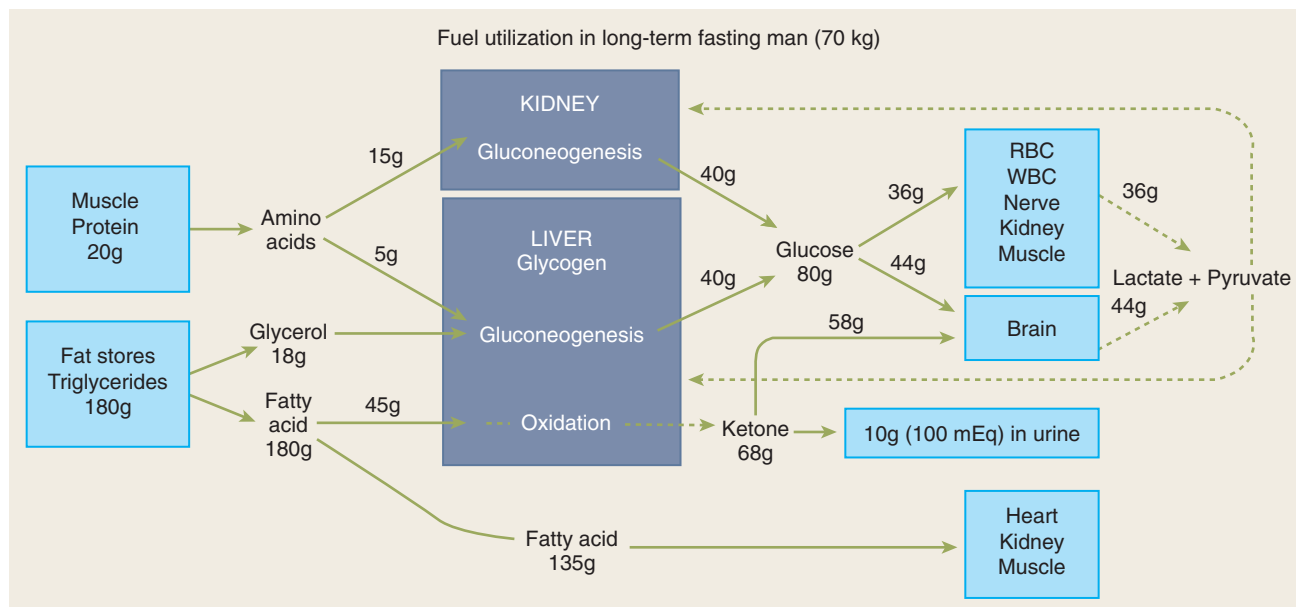 Fuel utilization in long-term fasting man (70 kg)
KIDNEY
Gluconeogenesis
15g
Muscle
Protein
20g
Amino
acids
5g
LIVER
Glycogen
Gluconeogenesis
40g
40g
Glucose
80g
36g
44g
RBC
WBC
Nerve
Kidney
Muscle
36g
Lactate + Pyruvate
44g
Brain
58g
Fat stores
Triglycerides
180g
Glycerol
18g
Fatty
acid
180g
45g
Oxidation
Ketone
68g
10g (100 mEq) in urine
Fatty acid
135g
Heart
Kidney
Muscle